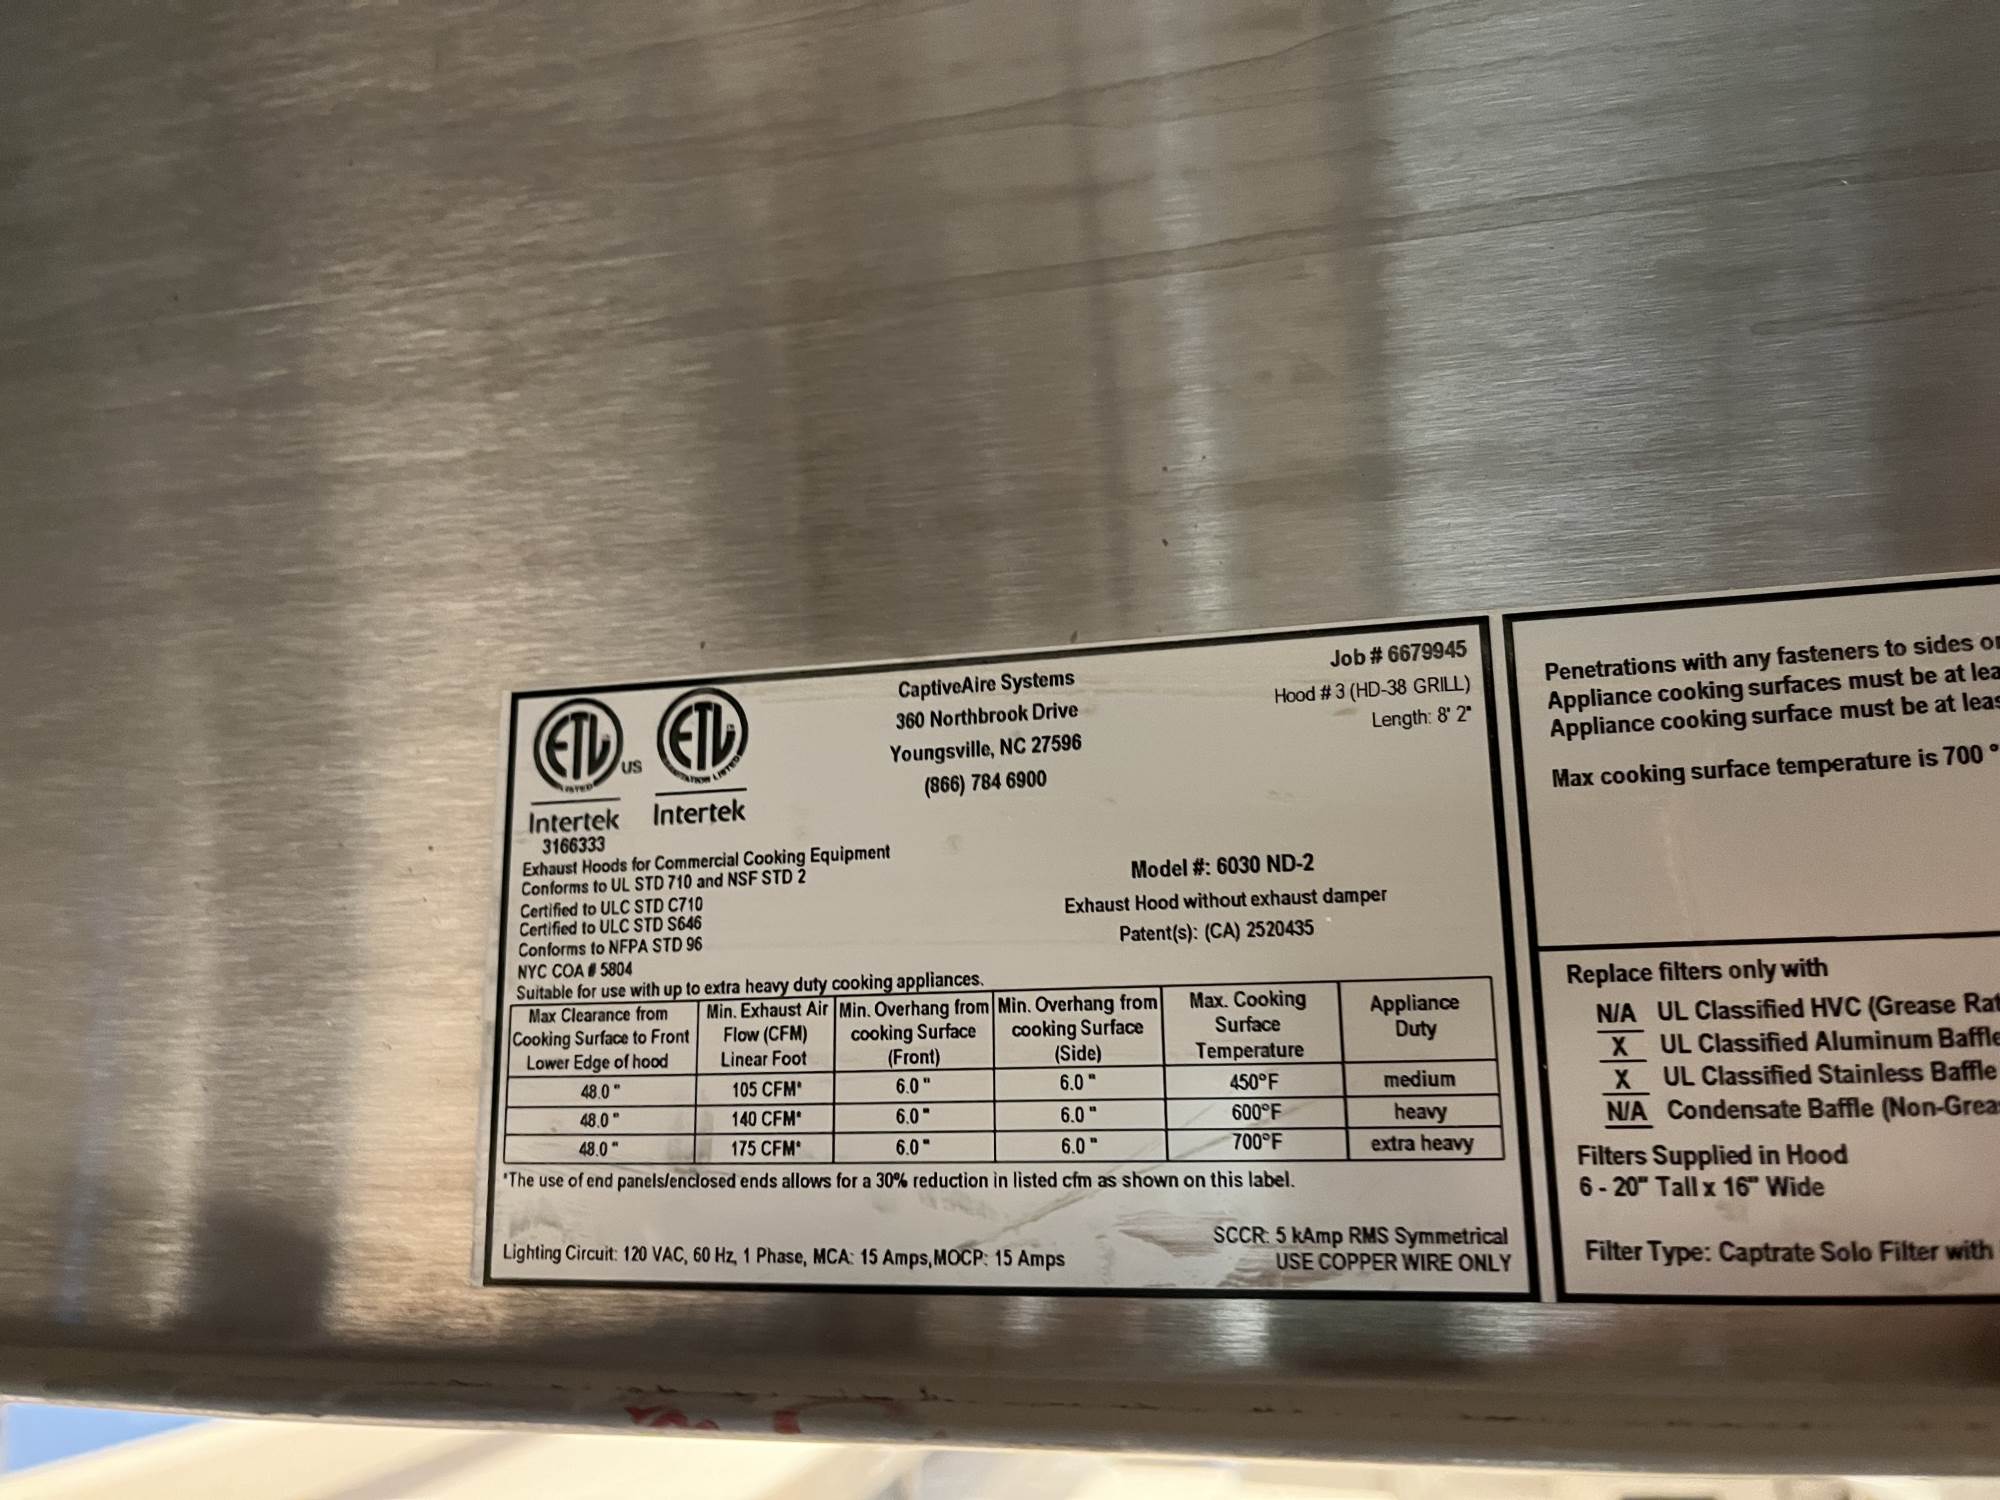 ETL
LISTED
US
Intertek
3166333
ETL
SANITATION LISTED
Intertek
CaptiveAire Systems
360 Northbrook Drive
Youngsville, NC 27596
(866) 784 6900
Job # 6679945
Hood # 3 (HD-38 GRILL)
Length: 8' 2"
Exhaust Hoods for Commercial Cooking Equipment
Conforms to UL STD 710 and NSF STD 2
Certified to ULC STD C710
Certified to ULC STD S646
Conforms to NFPA STD 96
NYC COA # 5804
Model #: 6030 ND-2
Exhaust Hood without exhaust damper
Patent(s): (CA) 2520435
Suitable for use with up to extra heavy duty cooking appliances.
Max Clearance from Cooking Surface to Front Lower Edge of hood
Min. Exhaust Air Flow (CFM) Linear Foot
Min. Overhang from cooking Surface (Front)
Min. Overhang from cooking Surface (Side)
Max. Cooking Surface Temperature
Appliance Duty
48.0 " 105 CFM* 6.0 " 6.0 " 450°F medium
48.0 " 140 CFM* 6.0 " 6.0 " 600°F heavy
48.0 " 175 CFM* 6.0 " 6.0 " 700°F extra heavy
*The use of end panels/enclosed ends allows for a 30% reduction in listed cfm as shown on this label.
Lighting Circuit: 120 VAC, 60 Hz, 1 Phase, MCA: 15 Amps, MOCP: 15 Amps
SCCR: 5 kAmp RMS Symmetrical
USE COPPER WIRE ONLY
Penetrations with any fasteners to sides
Appliance cooking surfaces must be at
Appliance cooking surface must be at
Max cooking surface temperature is 700 °
Replace filters only with
N/A UL Classified HVC (Grease
X UL Classified Aluminum Baffle
X UL Classified Stainless Baffle
N/A Condensate Baffle
Filters Supplied in Hood
6 - 20" Tall x 16" Wide
Filter Type: Captrate Solo Filter with